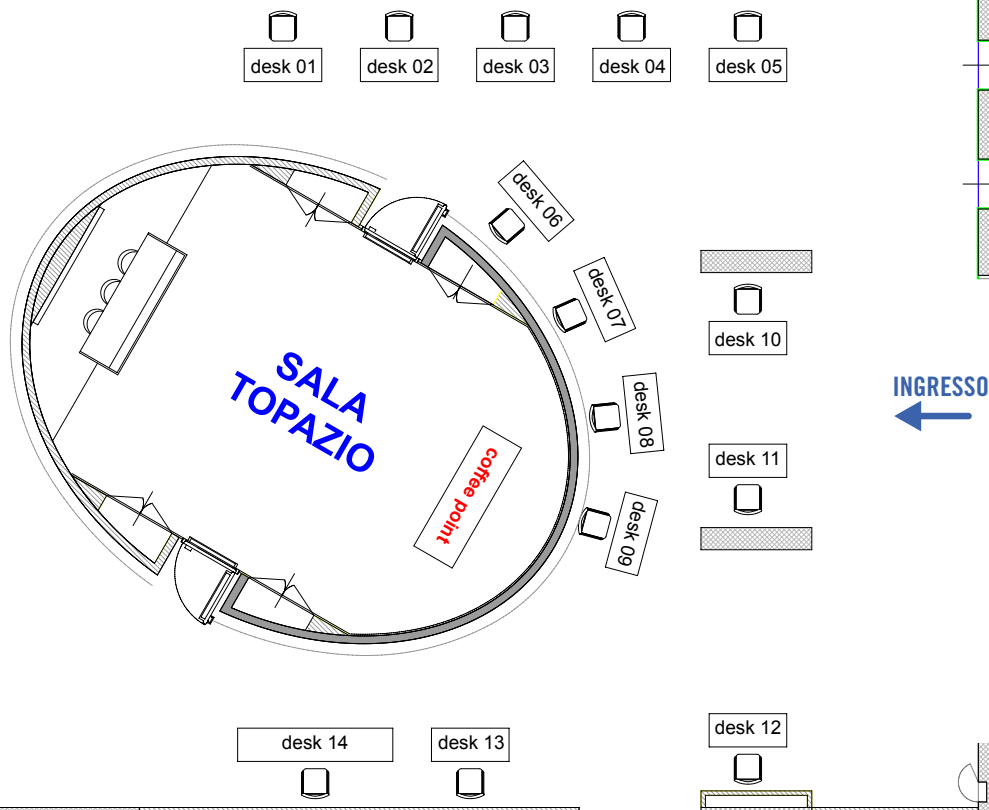 desk 01
desk 02
desk 03
desk 04
desk 05
desk 06
desk 07
desk 08
desk 09
desk 10
INGRESSO
SALA
TOPAZIO
coffee point
desk 11
desk 12
desk 13
desk 14